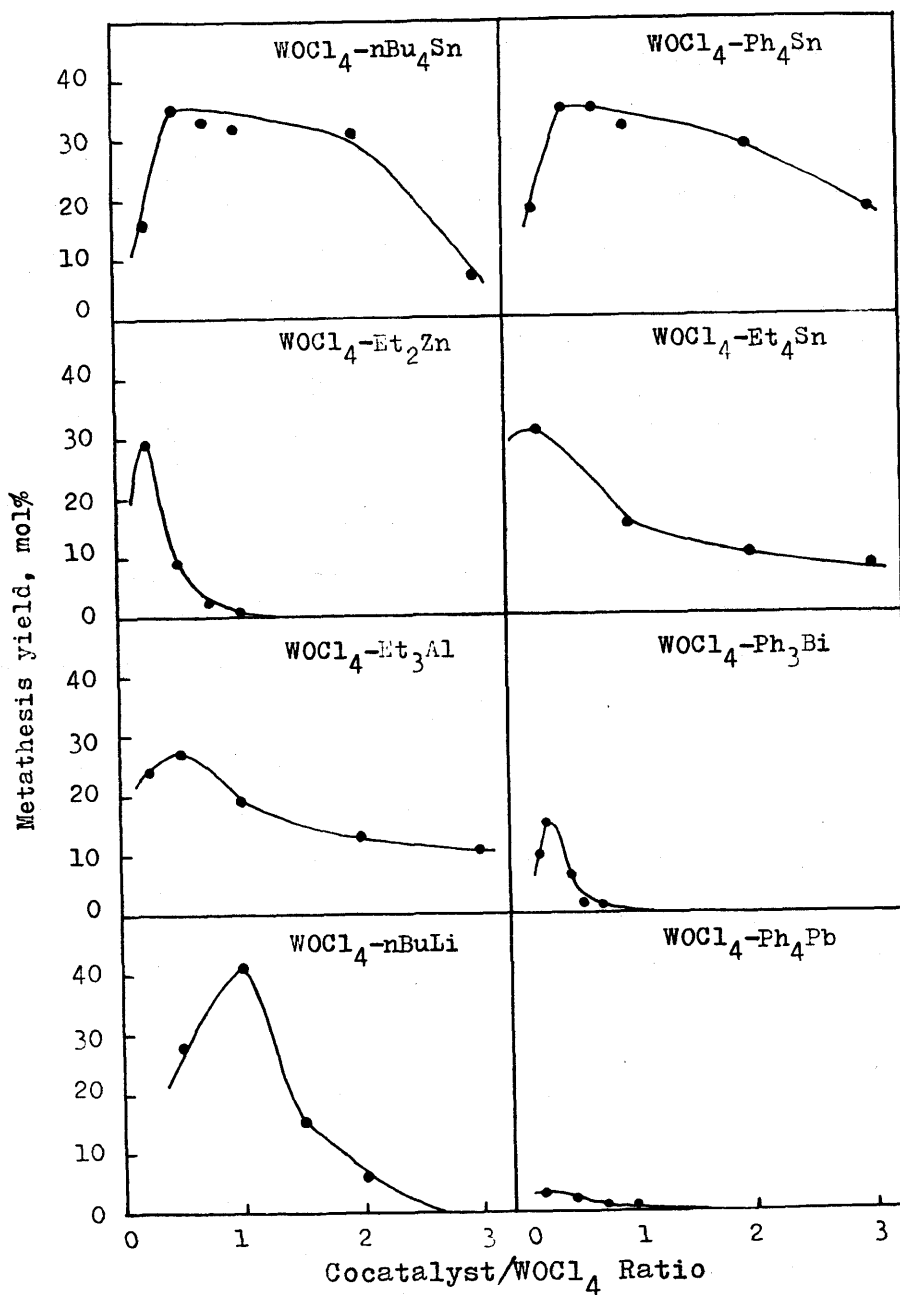 WOCl4-nBu4Sn
WOCl4-Ph4Sn
40
30
20
10
0
WOCl4-Et2Zn
WOCl4-Et4Sn
40
30
20
10
0
WOCl4-Et3Al
WOCl4-Ph3Bi
40
30
20
10
0
WOCl4-nBuLi
WOCl4-Ph4Pb
40
30
20
10
0
0 1 2 3 0 1 2 3
Metathesis yield, mol%
Cocatalyst/WOCl4 Ratio